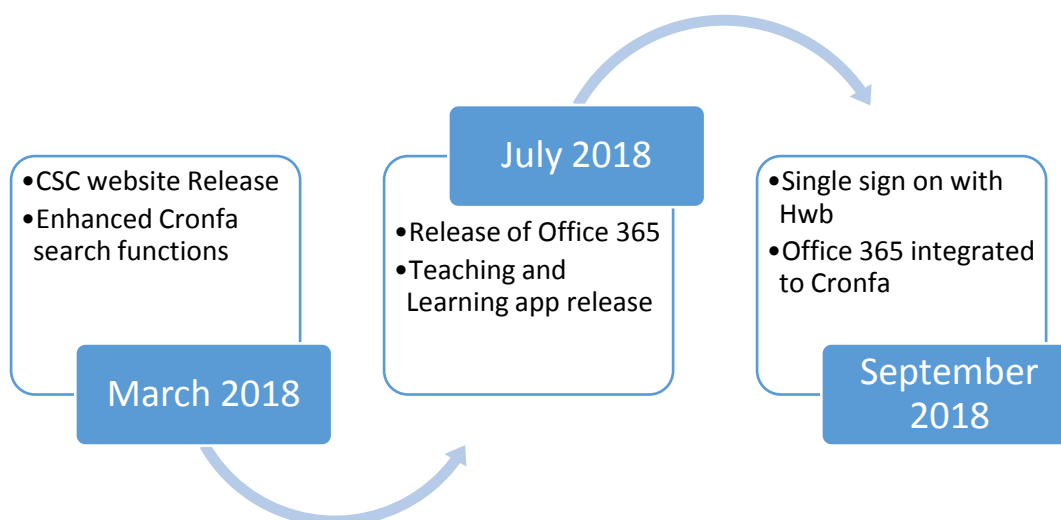 •CSC website Release
•Enhanced Cronfa
search functions
March 2018
July 2018
•Release of Office 365
•Teaching and
Learning app release
•Single sign on with
Hwb
•Office 365 integrated
to Cronfa
September
2018